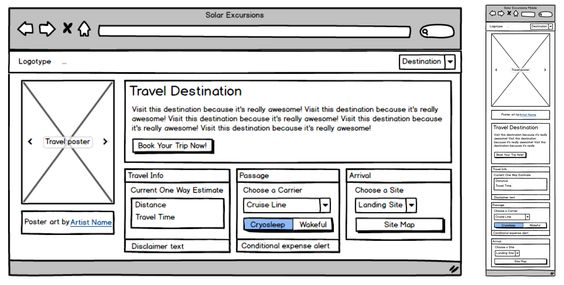 Solar Excursions
Logotype ...
Destination
Travel poster
Poster art by Artist Name
Travel Destination
Visit this destination because it's really awesome! Visit this destination because it's really
awesome! Visit this destination because it's really awesome! Visit this destination because it's
really awesome! Visit this destination because it's really awesome!
Book Your Trip Now!
Travel Info
Current One Way Estimate
Distance
Travel Time
Disclaimer text
Passage
Choose a Carrier
Cruise Line
Cryosleep Wakeful
Conditional expense alert
Arrival
Choose a Site
Landing Site
Site Map
Solar Excursions Mobile
Logotype
Destination
Travel poster
Poster art by Artist Name
Travel Destination
Visit this destination because it's
really awesome! Visit this
destination because it's really
awesome! Visit this destination
because it's really awesome!
Book Your Trip Now!
Travel Info
Current One Way Estimate
Distance
Travel Time
Disclaimer text
Passage
Choose a Carrier
Cruise Line
Cryosleep Wakeful
Conditional expense alert
Arrival
Choose a Site
Landing Site
Site Map